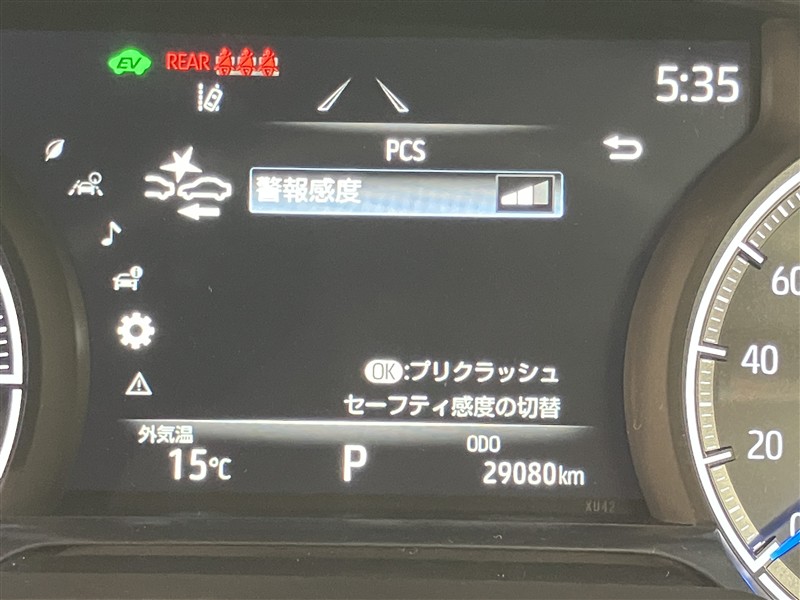 EV REAR
5:35
PCS
警報感度
OK:プリクラッシュ
セーフティ感度の切替
外気温
15℃
P
ODO
29080km
XU42
60
40
20
0